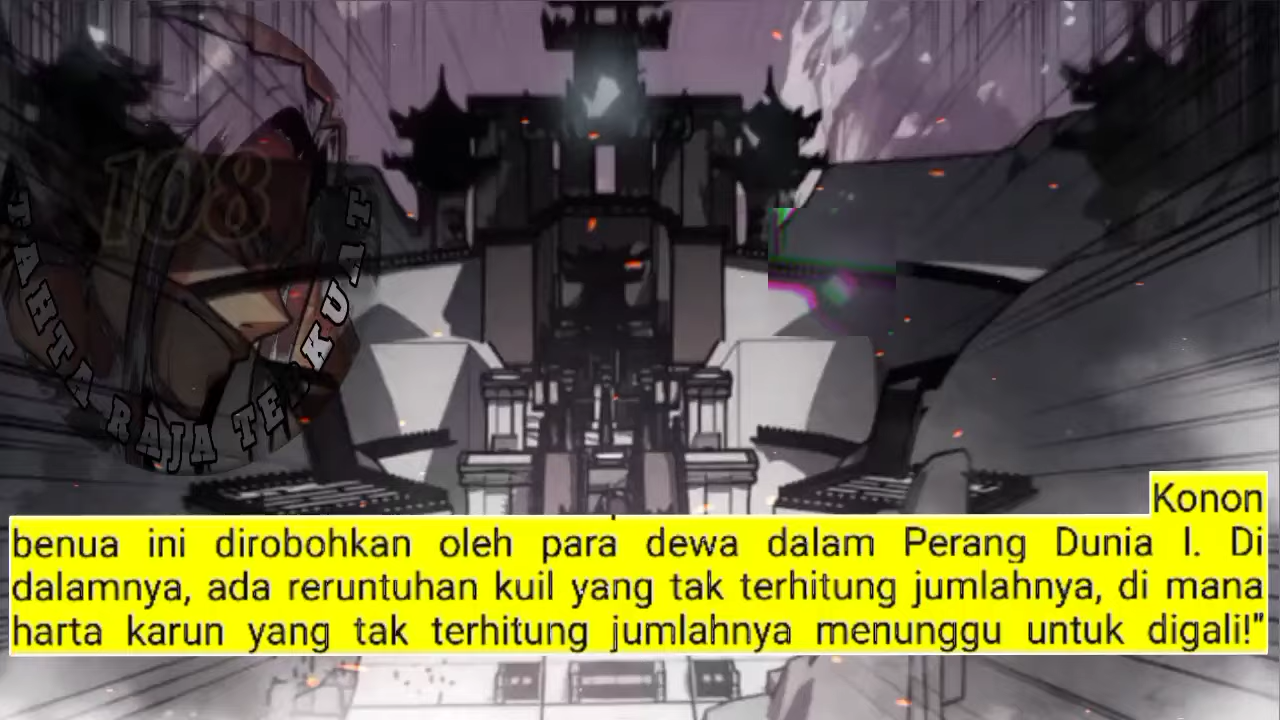 108
TAHTA RAJA TERKUAT
Konon
benua ini dirobohkan oleh para dewa dalam Perang Dunia I. Di
dalamnya, ada reruntuhan kuil yang tak terhitung jumlahnya, di mana
harta karun yang tak terhitung jumlahnya menunggu untuk digali!"